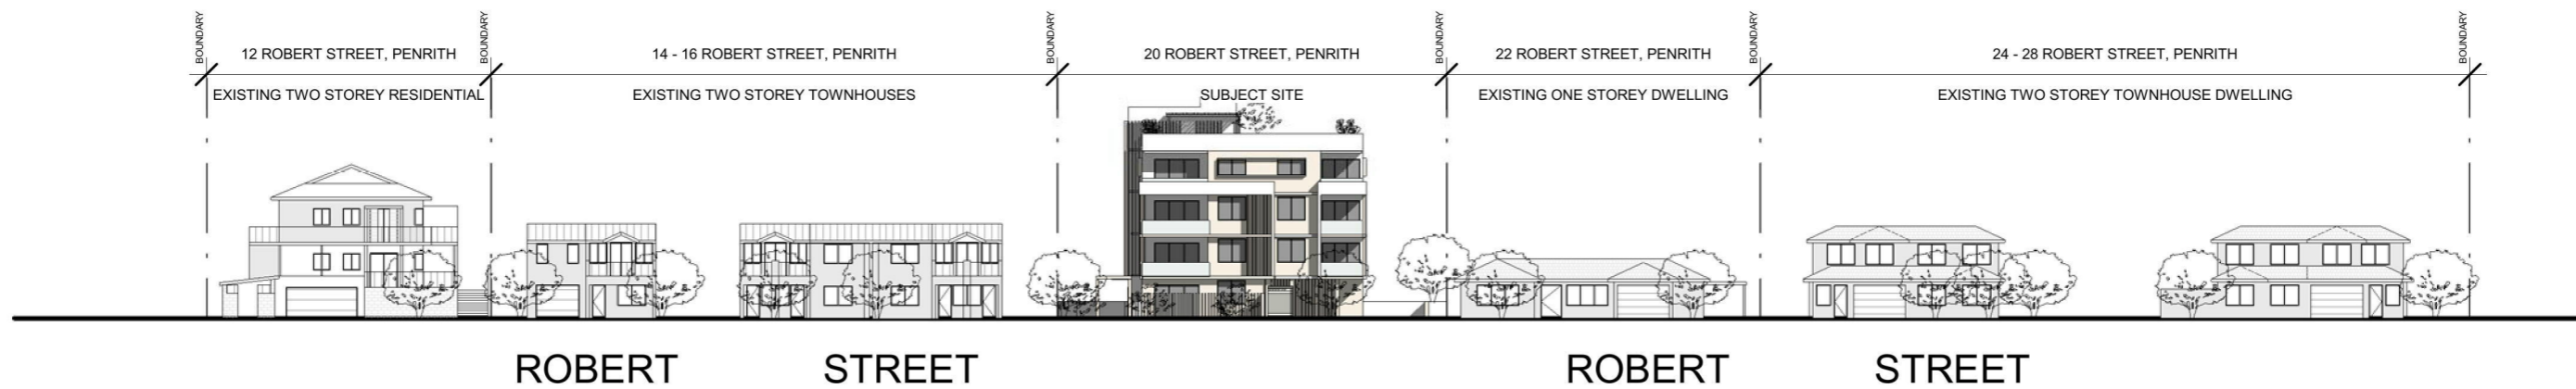 BOUNDARY
12 ROBERT STREET, PENRITH
BOUNDARY
14 - 16 ROBERT STREET, PENRITH
BOUNDARY
20 ROBERT STREET, PENRITH
BOUNDARY
22 ROBERT STREET, PENRITH
BOUNDARY
24 - 28 ROBERT STREET, PENRITH
BOUNDARY
EXISTING TWO STOREY RESIDENTIAL
EXISTING TWO STOREY TOWNHOUSES
SUBJECT SITE
EXISTING ONE STOREY DWELLING
EXISTING TWO STOREY TOWNHOUSE DWELLING
ROBERT STREET
ROBERT STREET